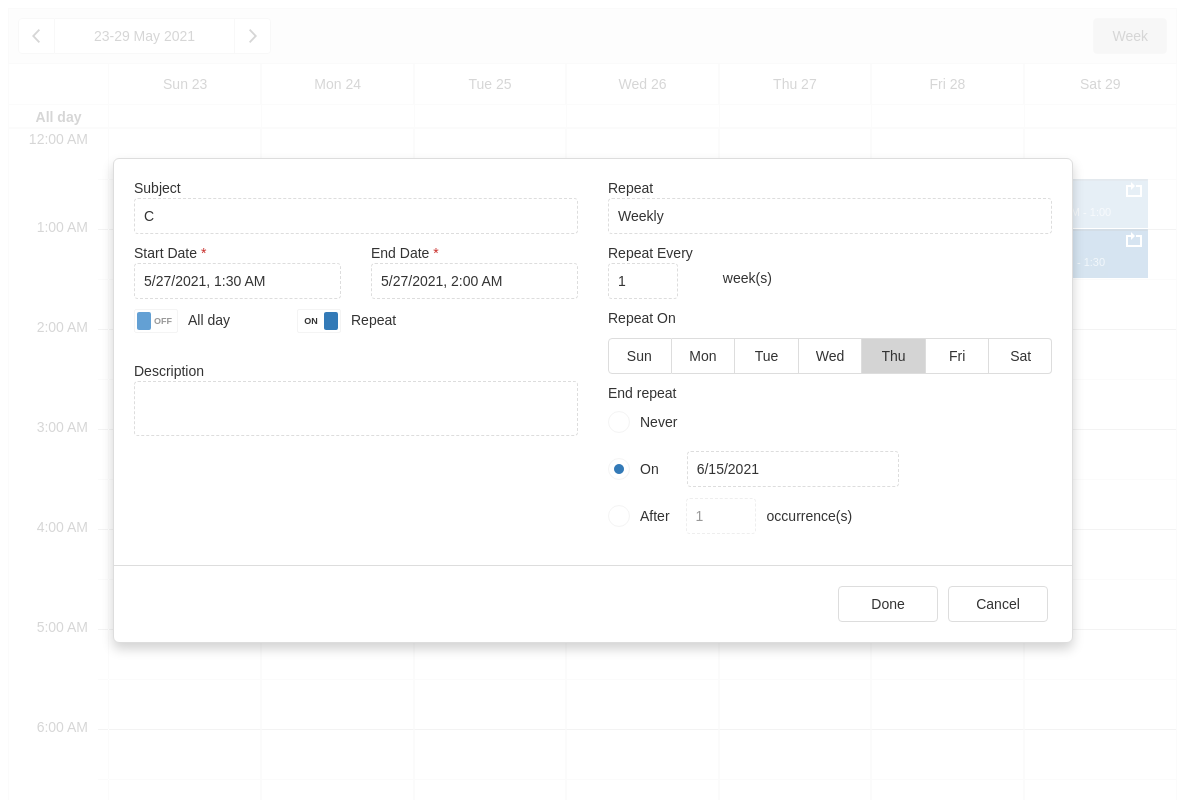 23-29 May 2021
Week
Sun 23
Mon 24
Tue 25
Wed 26
Thu 27
Fri 28
Sat 29
All day
12:00 AM
1:00 AM
2:00 AM
3:00 AM
4:00 AM
5:00 AM
6:00 AM
M - 1:00
- 1:30
Subject
C
Start Date *
End Date *
5/27/2021, 1:30 AM
5/27/2021, 2:00 AM
OFF All day
ON Repeat
Description
Repeat
Weekly
Repeat Every
1 week(s)
Repeat On
Sun Mon Tue Wed Thu Fri Sat
End repeat
Never
On 6/15/2021
After 1 occurrence(s)
Done
Cancel